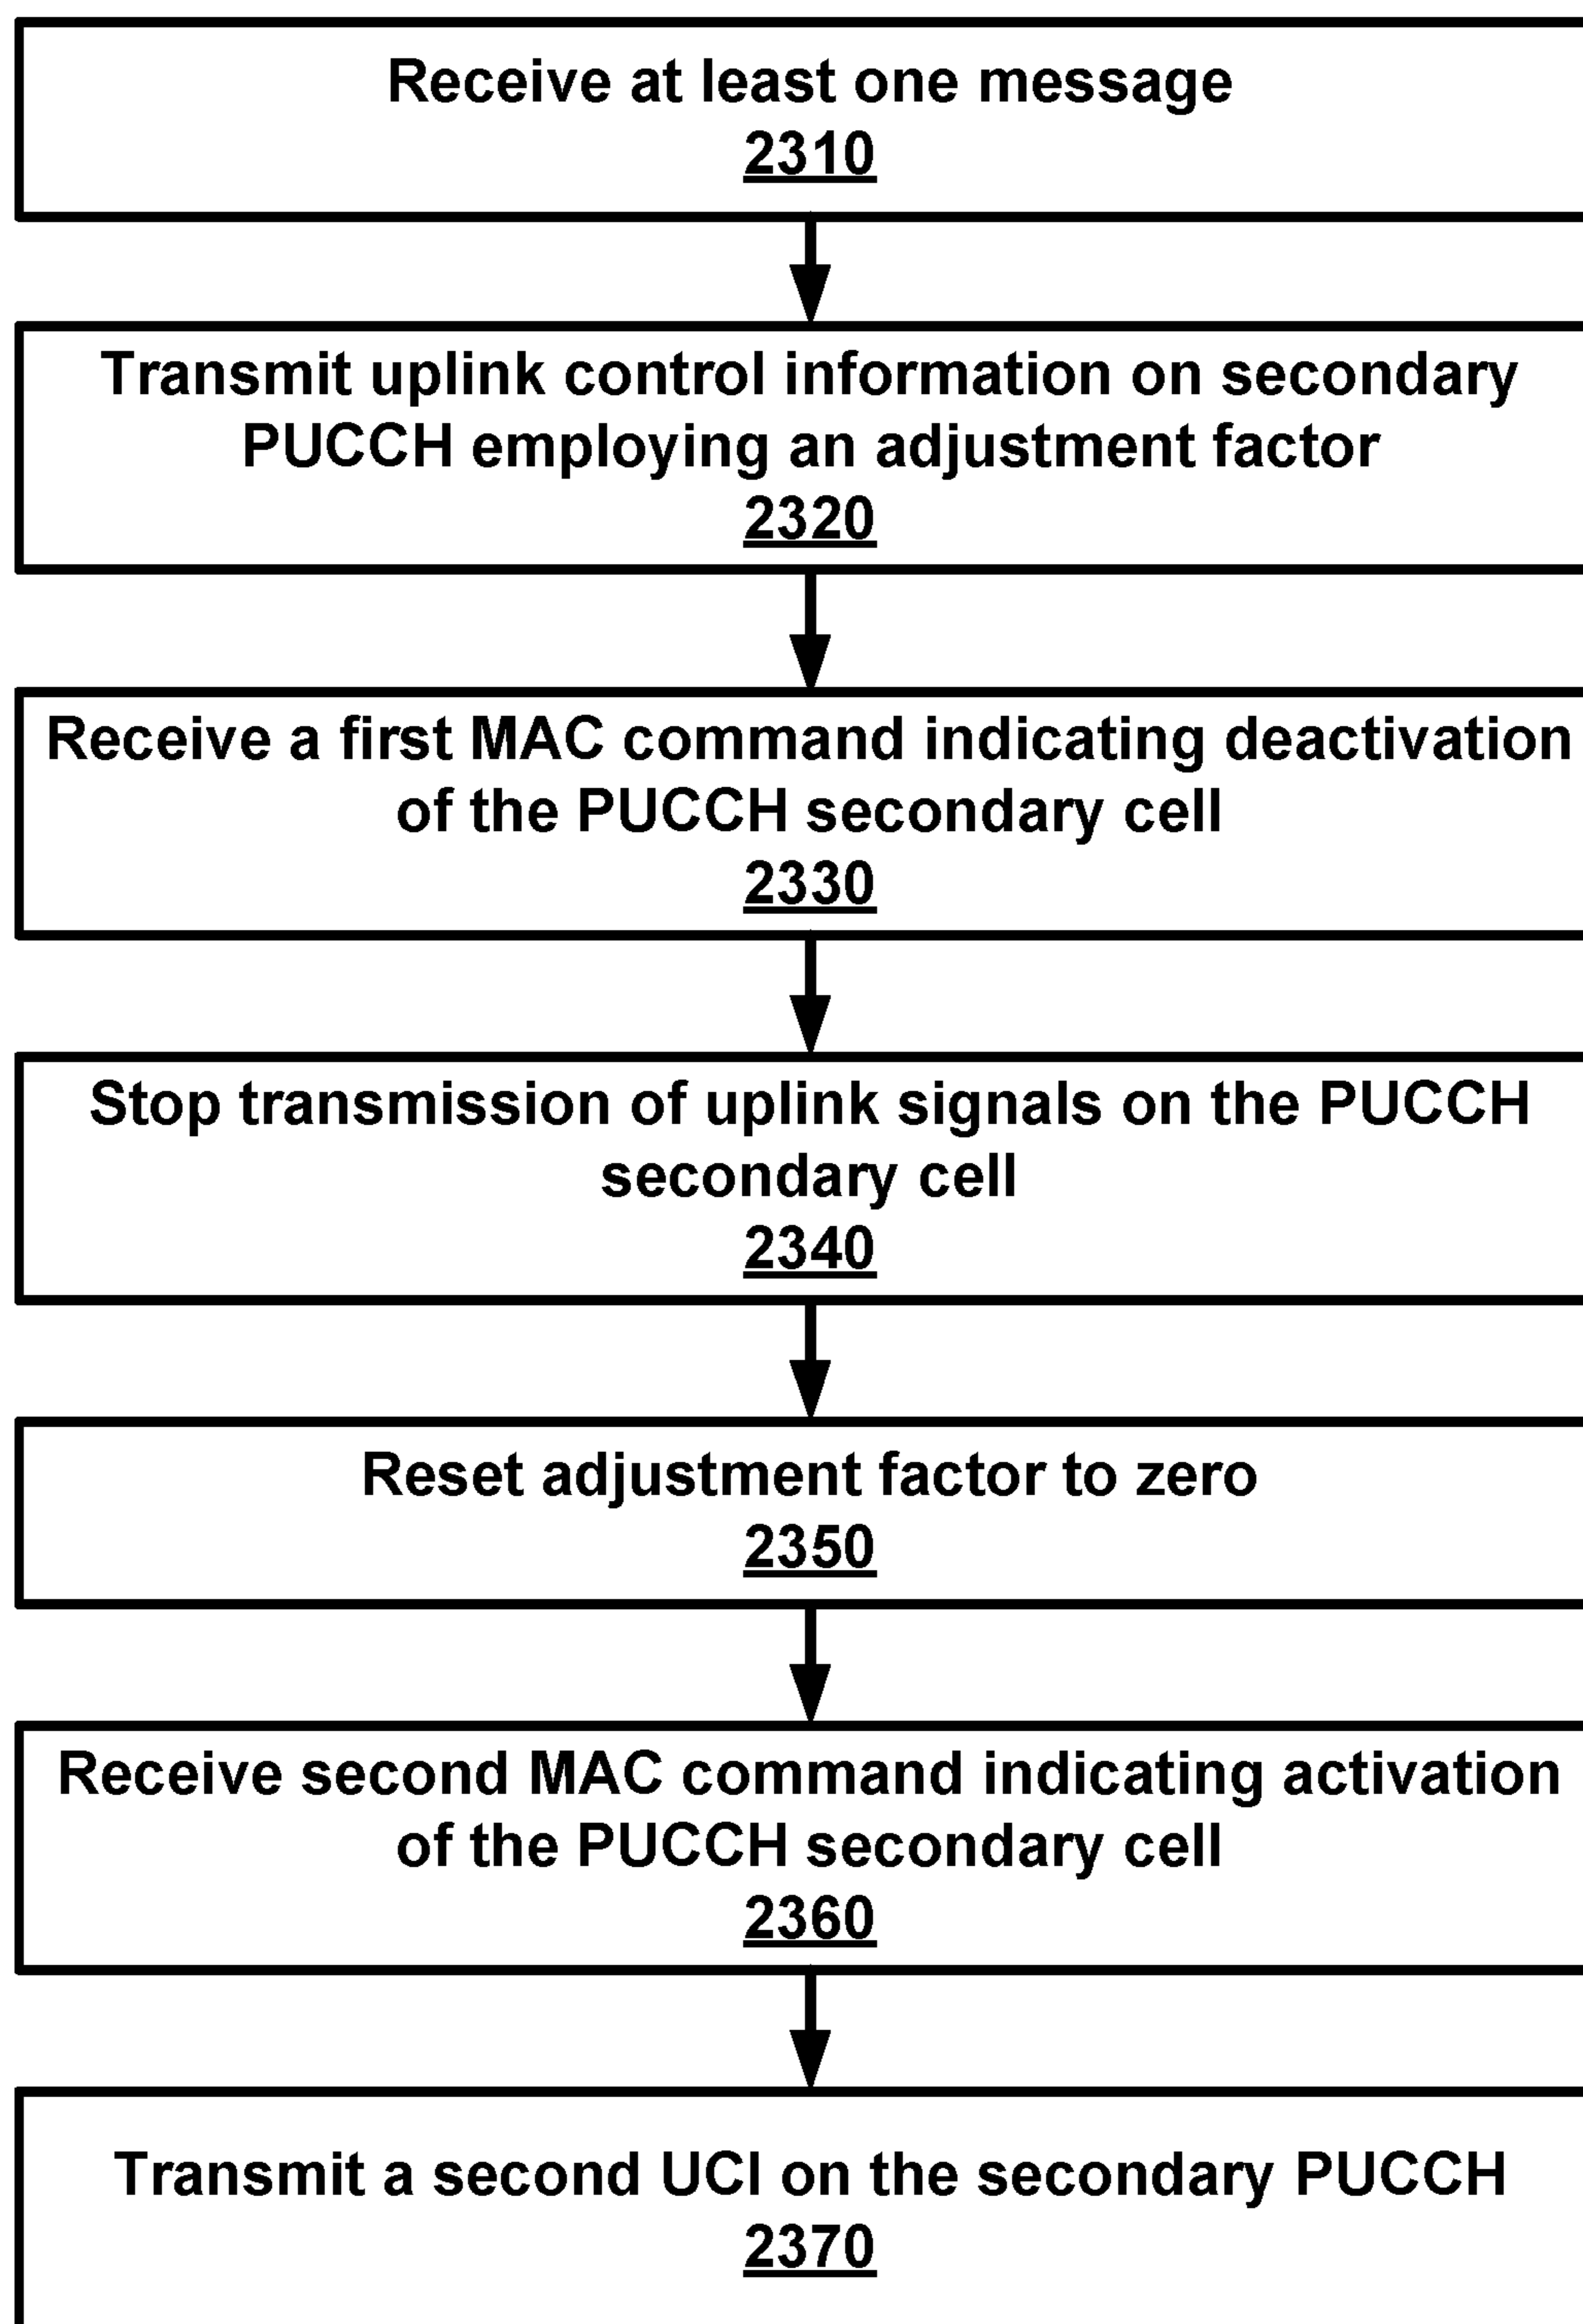 Receive at least one message
2310
Transmit uplink control information on secondary
PUCCH employing an adjustment factor
2320
Receive a first MAC command indicating deactivation
of the PUCCH secondary cell
2330
Stop transmission of uplink signals on the PUCCH
secondary cell
2340
Reset adjustment factor to zero
2350
Receive second MAC command indicating activation
of the PUCCH secondary cell
2360
Transmit a second UCI on the secondary PUCCH
2370